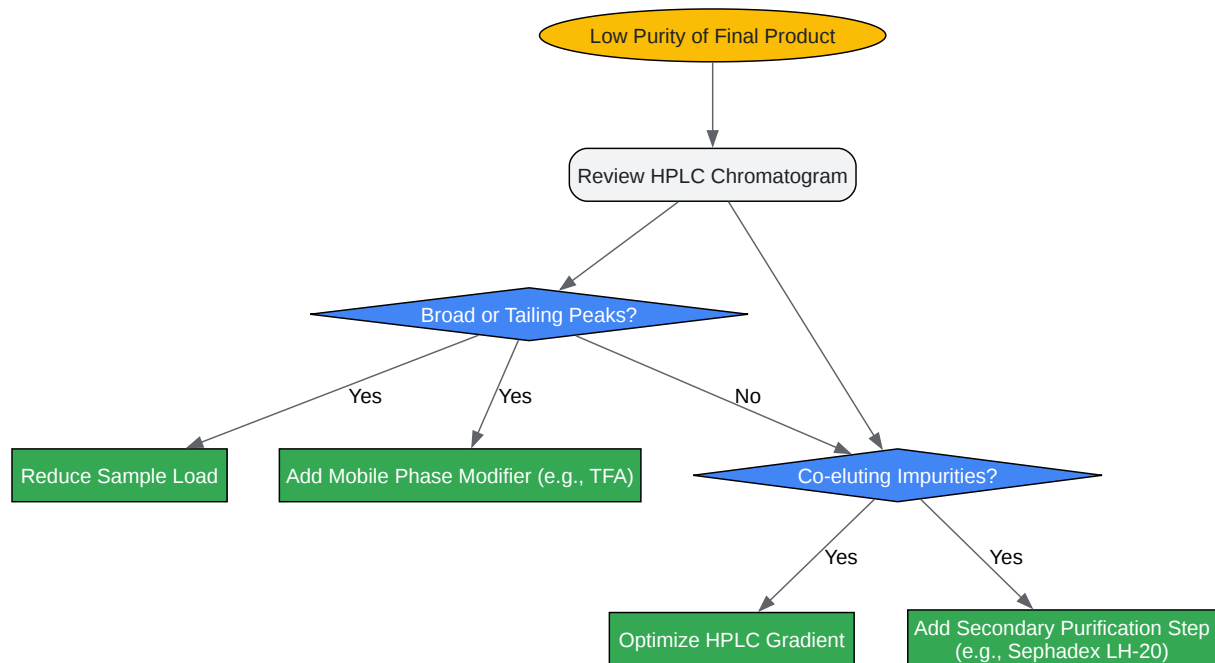 Low Purity of Final Product
Review HPLC Chromatogram
Broad or Tailing Peaks?
Yes
Yes
No
Reduce Sample Load
Add Mobile Phase Modifier (e.g., TFA)
Co-eluting Impurities?
Yes
Yes
Optimize HPLC Gradient
Add Secondary Purification Step
(e.g., Sephadex LH-20)